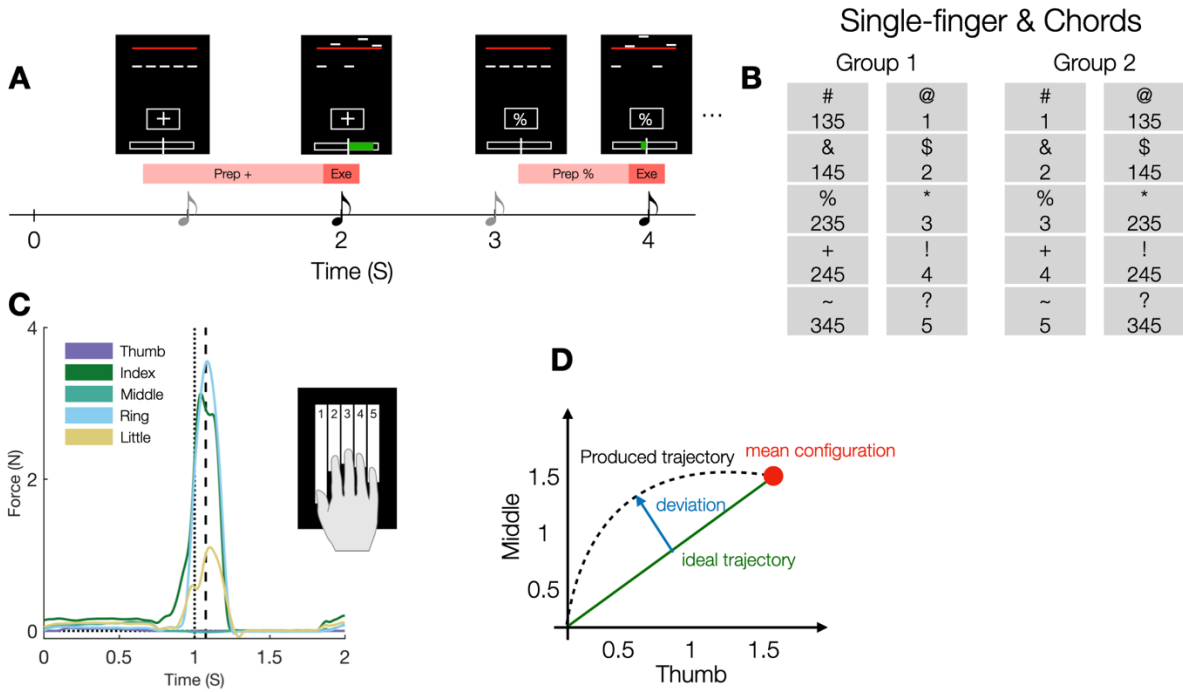 A
+
+
%
%
...
Prep +
Exe
Prep %
Exe
0
2
3
4
Time (S)
B
Single-finger & Chords
Group 1
Group 2
# @ # @
135 1 1 135
& $ & $
145 2 2 145
% * % *
235 3 3 235
+ ! + !
245 4 4 245
~ ? ~ ?
345 5 5 345
C
4
2
0
Force (N)
Thumb
Index
Middle
Ring
Little
1 2 3 4 5
0 0.5 1 1.5 2
Time (S)
D
Produced trajectory
mean configuration
deviation
ideal trajectory
Middle
1.5
1
0.5
0.5 1 1.5
Thumb